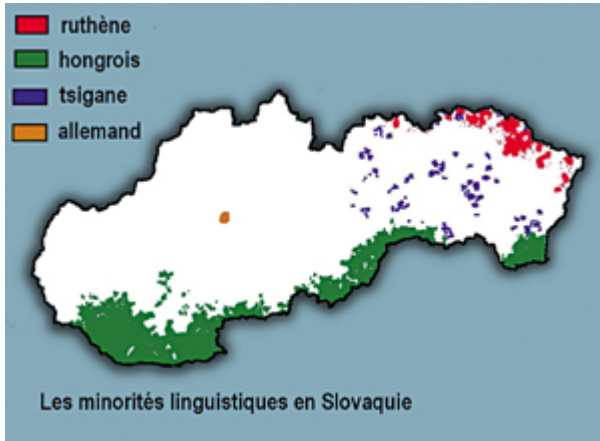 ruthène
hongrois
tsigane
allemand
Les minorités linguistiques en Slovaquie